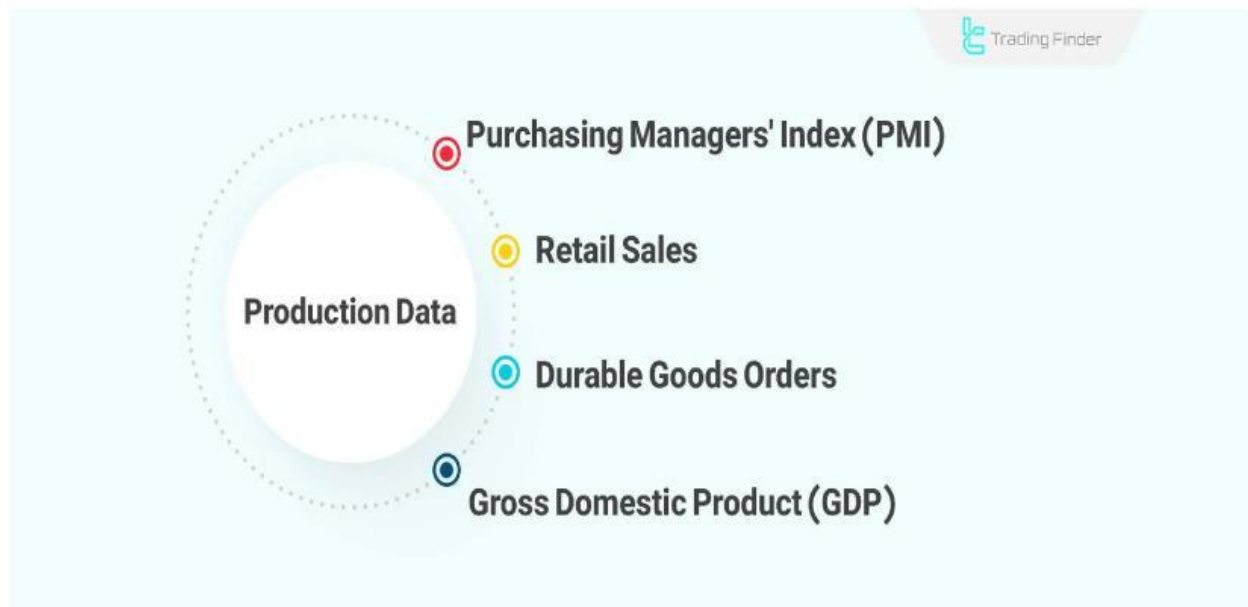 Trading Finder
Purchasing Managers' Index (PMI)
Retail Sales
Production Data
Durable Goods Orders
Gross Domestic Product (GDP)